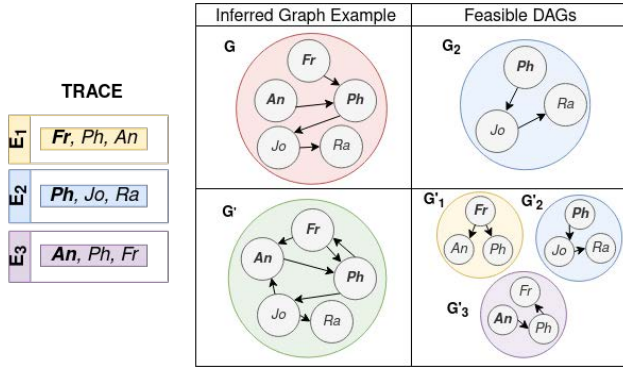 Inferred Graph Example
Feasible DAGs
TRACE
E1
Fr, Ph, An
E2
Ph, Jo, Ra
E3
An, Ph, Fr
G
Fr
An
Ph
Jo
Ra
G2
Ph
Ra
Jo
G'
Fr
An
Ph
Jo
Ra
G'1
Fr
An
Ph
G'2
Ph
Jo
Ra
G'3
Fr
An
Ph